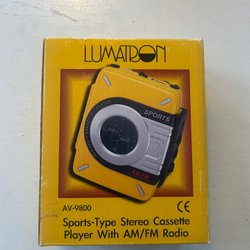 LUMATRON
SPORTS
AV-9800
CE
Sports-Type Stereo Cassette
Player With AM/FM Radio